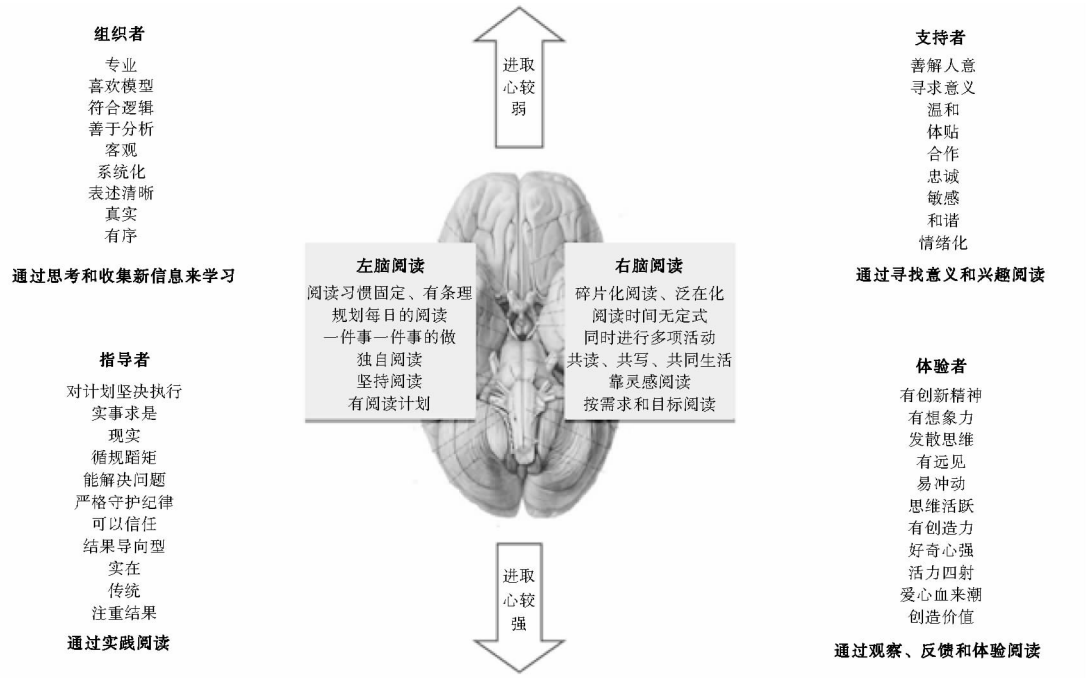 组织者
专业
喜欢模型
符合逻辑
善于分析
客观
系统化
表述清晰
真实
有序
通过思考和收集新信息来学习
指导者
对计划坚决执行
实事求是
现实
循规蹈矩
能解决问题
严格守护纪律
可以信任
结果导向型
实在
传统
注重结果
通过实践阅读
进取
心较
弱
左脑阅读
阅读习惯固定、有条理
规划每日的阅读
一件事一件事的做
独自阅读
坚持阅读
有阅读计划
右脑阅读
碎片化阅读、泛在化
阅读时间无定式
同时进行多项活动
共读、共写、共同生活
靠灵感阅读
按需求和目标阅读
进取
心较
强
支持者
善解人意
寻求意义
温和
体贴
合作
忠诚
敏感
和谐
情绪化
通过寻找意义和兴趣阅读
体验者
有创新精神
有想象力
发散思维
有远见
易冲动
思维活跃
有创造力
好奇心强
活力四射
爱心血来潮
创造价值
通过观察、反馈和体验阅读